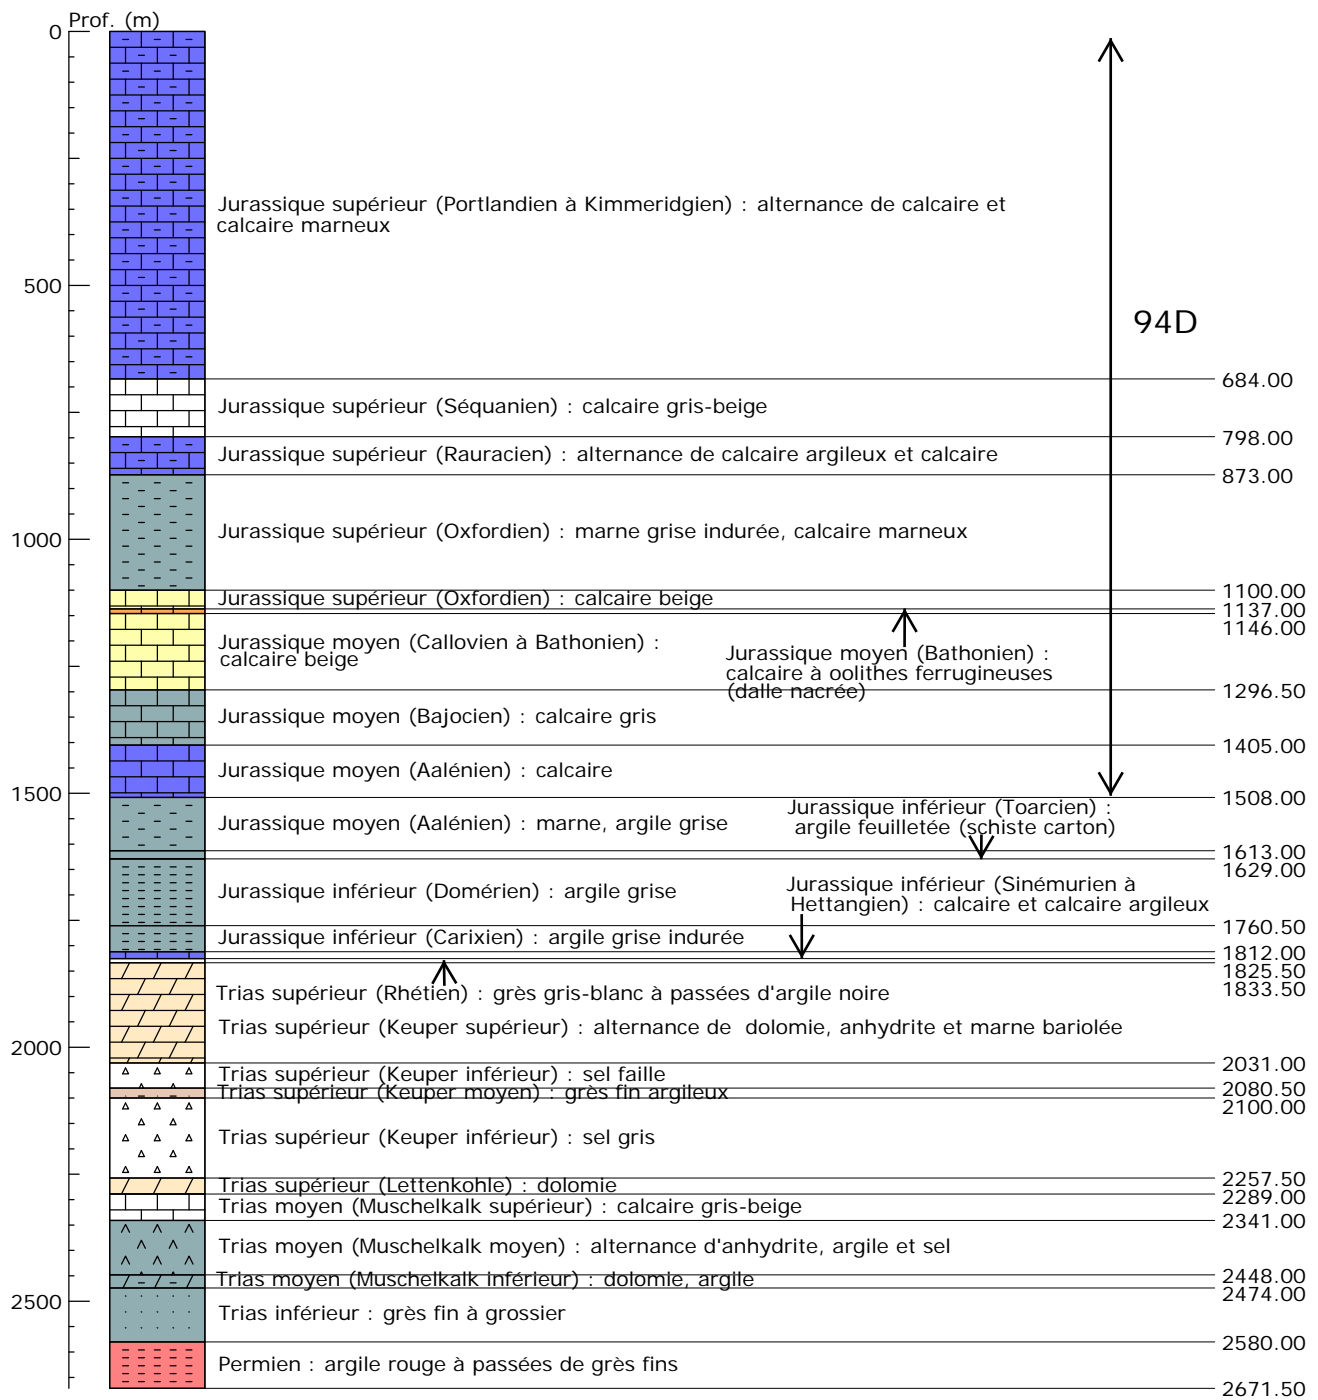 Prof. (m)
0
Jurassique supérieur (Portlandien à Kimmeridgien) : alternance de calcaire et
calcaire marneux
500
94D
684.00
Jurassique supérieur (Séquanien) : calcaire gris-beige
798.00
Jurassique supérieur (Rauracien) : alternance de calcaire argileux et calcaire
873.00
Jurassique supérieur (Oxfordien) : marne grise indurée, calcaire marneux
1000
1100.00
Jurassique supérieur (Oxfordien) : calcaire beige
1137.00
1146.00
Jurassique moyen (Callovien à Bathonien) :
calcaire beige
Jurassique moyen (Bathonien) :
calcaire à oolithes ferrugineuses
(dalle nacrée)
1296.50
Jurassique moyen (Bajocien) : calcaire gris
1405.00
Jurassique moyen (Aalénien) : calcaire
1500
1508.00
Jurassique inférieur (Toarcien) :
argile feuilletée (schiste carton)
Jurassique moyen (Aalénien) : marne, argile grise
1613.00
1629.00
Jurassique inférieur (Domérien) : argile grise
Jurassique inférieur (Sinémurien à
Hettangien) : calcaire et calcaire argileux
1760.50
Jurassique inférieur (Carixien) : argile grise indurée
1812.00
1825.50
1833.50
Trias supérieur (Rhétien) : grès gris-blanc à passées d'argile noire
Trias supérieur (Keuper supérieur) : alternance de  dolomie, anhydrite et marne bariolée
2000
2031.00
Trias supérieur (Keuper inférieur) : sel faille
2080.50
Trias supérieur (Keuper moyen) : grès fin argileux
2100.00
Trias supérieur (Keuper inférieur) : sel gris
2257.50
Trias supérieur (Lettenkohle) : dolomie
2289.00
Trias moyen (Muschelkalk supérieur) : calcaire gris-beige
2341.00
Trias moyen (Muschelkalk moyen) : alternance d'anhydrite, argile et sel
2448.00
Trias moyen (Muschelkalk inférieur) : dolomie, argile
2474.00
2500
Trias inférieur : grès fin à grossier
2580.00
Permien : argile rouge à passées de grès fins
2671.50